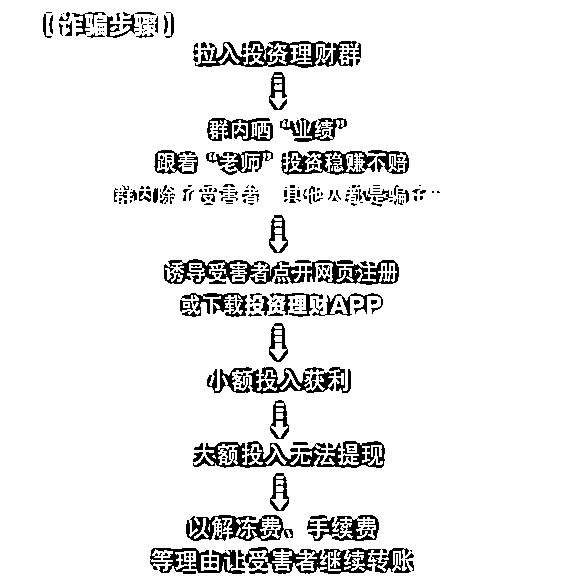 【诈骗步骤】
拉入投资理财群
群内晒“业绩”
跟着“老师”投资稳赚不赔
群内除了受害者 其他人都是骗子
诱导受害者点开网页注册
或下载投资理财APP
小额投入获利
大额投入无法提现
以解冻费、手续费
等理由让受害者继续转账